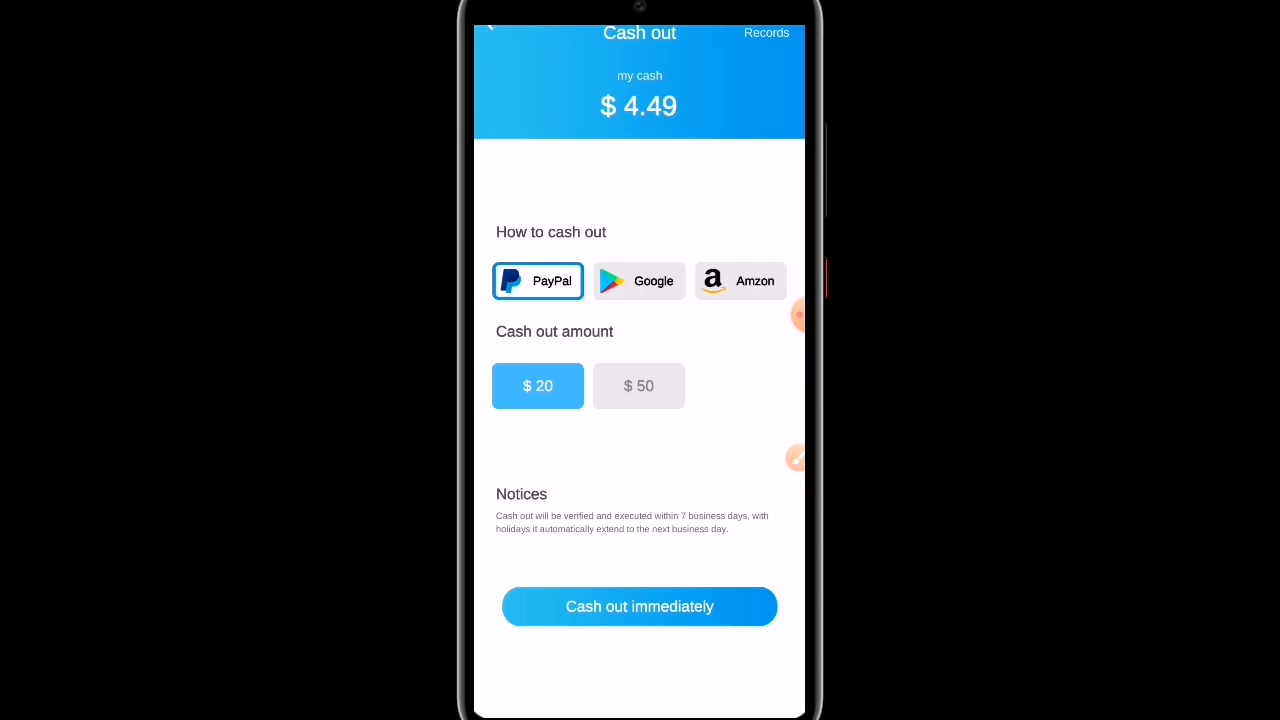 Cash out
Records
my cash
$ 4.49
How to cash out
PayPal
Google
Amzon
Cash out amount
$ 20
$ 50
Notices
Cash out will be verified and executed within 7 business days, with
holidays it automatically extend to the next business day.
Cash out immediately